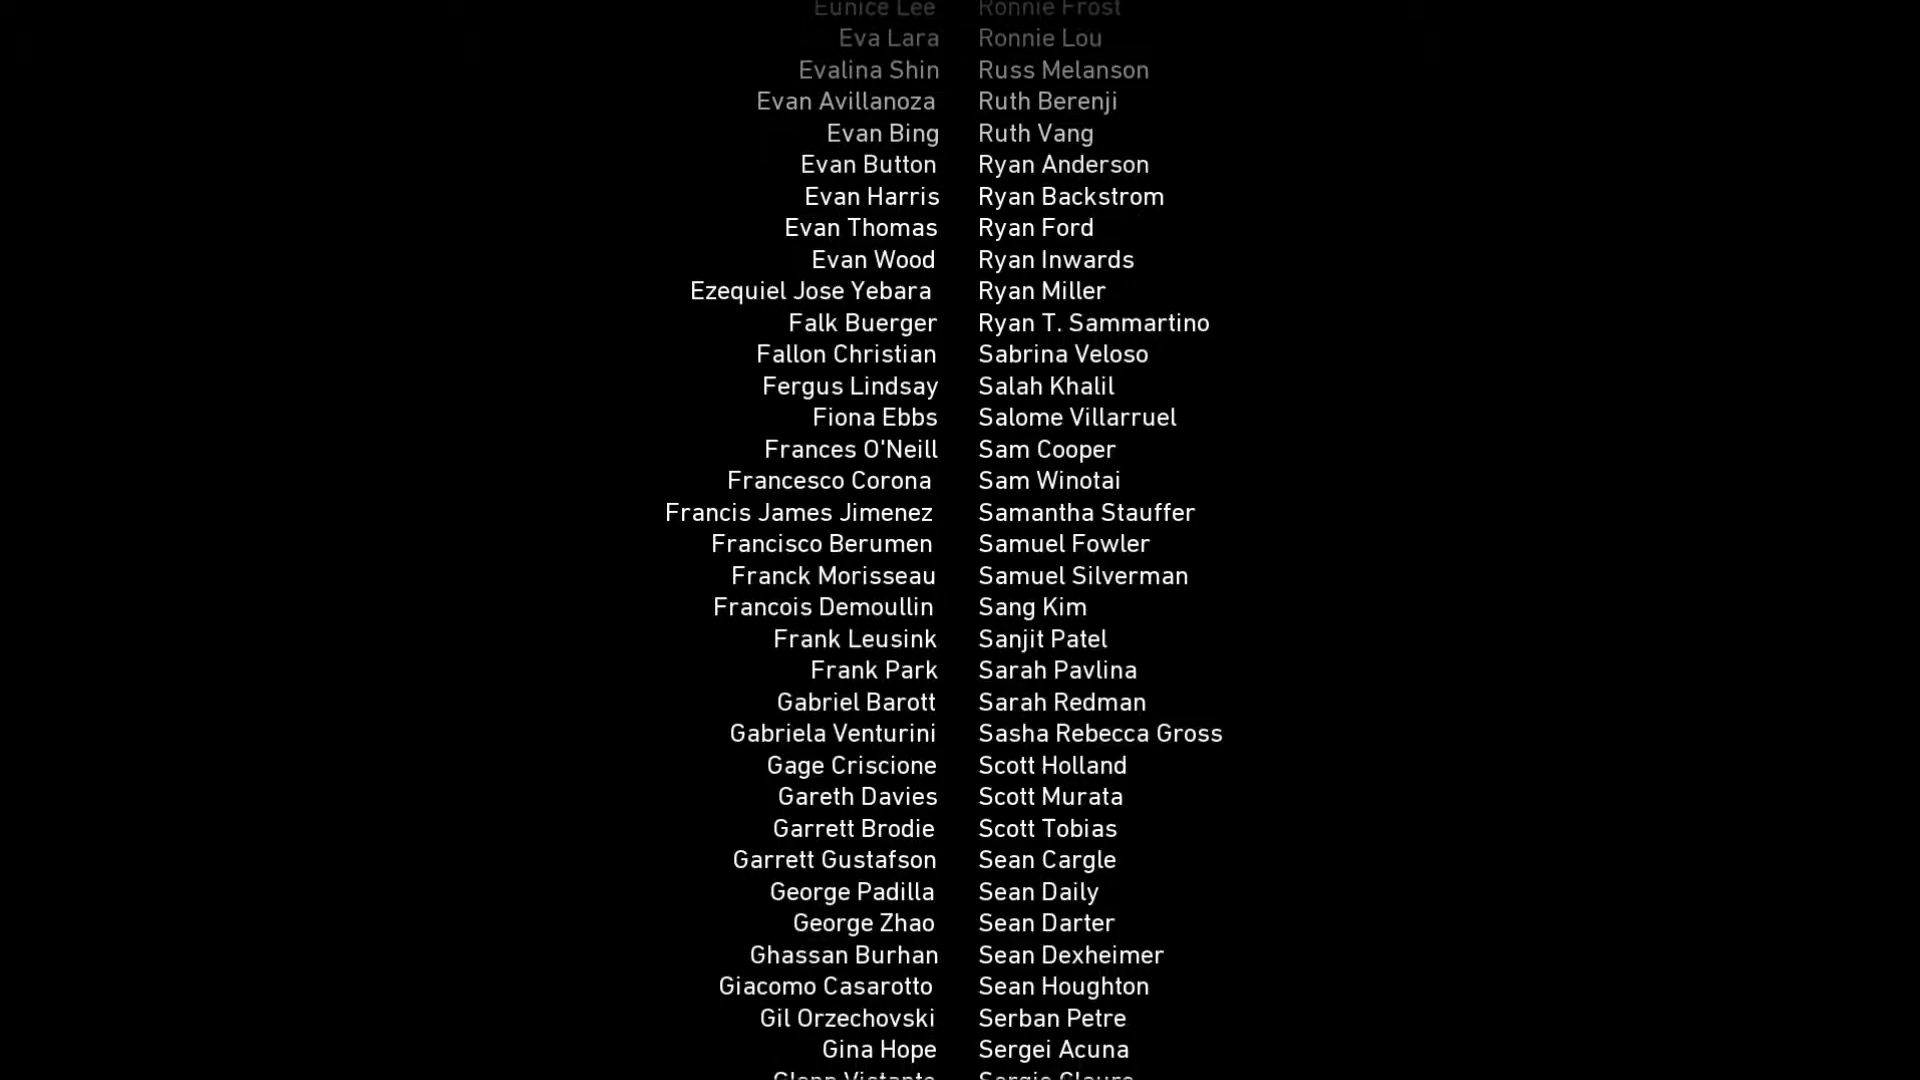 Eunice Lee Ronnie Frost
Eva Lara Ronnie Lou
Evalina Shin Russ Melanson
Evan Avillanoza Ruth Berenji
Evan Bing Ruth Vang
Evan Button Ryan Anderson
Evan Harris Ryan Backstrom
Evan Thomas Ryan Ford
Evan Wood Ryan Inwards
Ezequiel Jose Yebara Ryan Miller
Falk Buerger Ryan T. Sammartino
Fallon Christian Sabrina Veloso
Fergus Lindsay Salah Khalil
Fiona Ebbs Salome Villarruel
Frances O'Neill Sam Cooper
Francesco Corona Sam Winotai
Francis James Jimenez Samantha Stauffer
Francisco Berumen Samuel Fowler
Franck Morisseau Samuel Silverman
Francois Demoullin Sang Kim
Frank Leusink Sanjit Patel
Frank Park Sarah Pavlina
Gabriel Barott Sarah Redman
Gabriela Venturini Sasha Rebecca Gross
Gage Criscione Scott Holland
Gareth Davies Scott Murata
Garrett Brodie Scott Tobias
Garrett Gustafson Sean Cargle
George Padilla Sean Daily
George Zhao Sean Darter
Ghassan Burhan Sean Dexheimer
Giacomo Casarotto Sean Houghton
Gil Orzechovski Serban Petre
Gina Hope Sergei Acuna